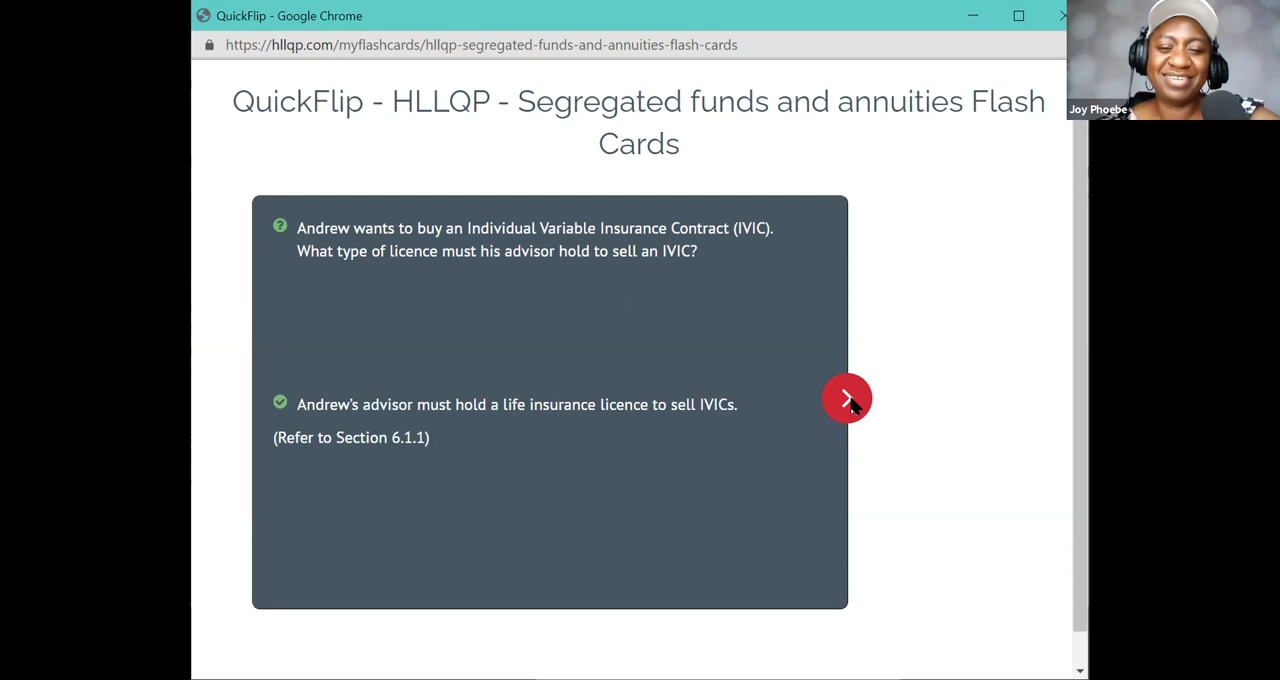 QuickFlip - Google Chrome
https://hllqp.com/myflashcards/hllqp-segregated-funds-and-annuities-flash-cards
Joy Phoebe
QuickFlip - HLLQP - Segregated funds and annuities Flash
Cards
Andrew wants to buy an Individual Variable Insurance Contract (IVIC).
What type of licence must his advisor hold to sell an IVIC?
Andrew's advisor must hold a life insurance licence to sell IVICs.
(Refer to Section 6.1.1)